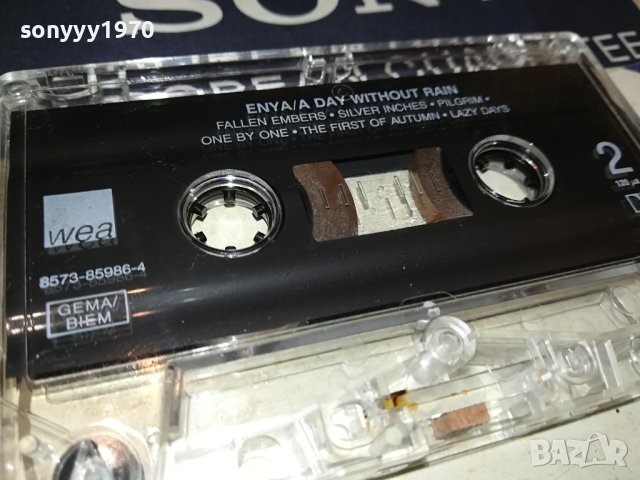 sonyyy1970
SONY
ENYA/A DAY WITHOUT RAIN
FALLEN EMBERS • SILVER INCHES • PILGRIM •
ONE BY ONE • THE FIRST OF AUTUMN • LAZY DAYS
2
wea
8573-85986-4
GEMA/
BIEM
BAZAR